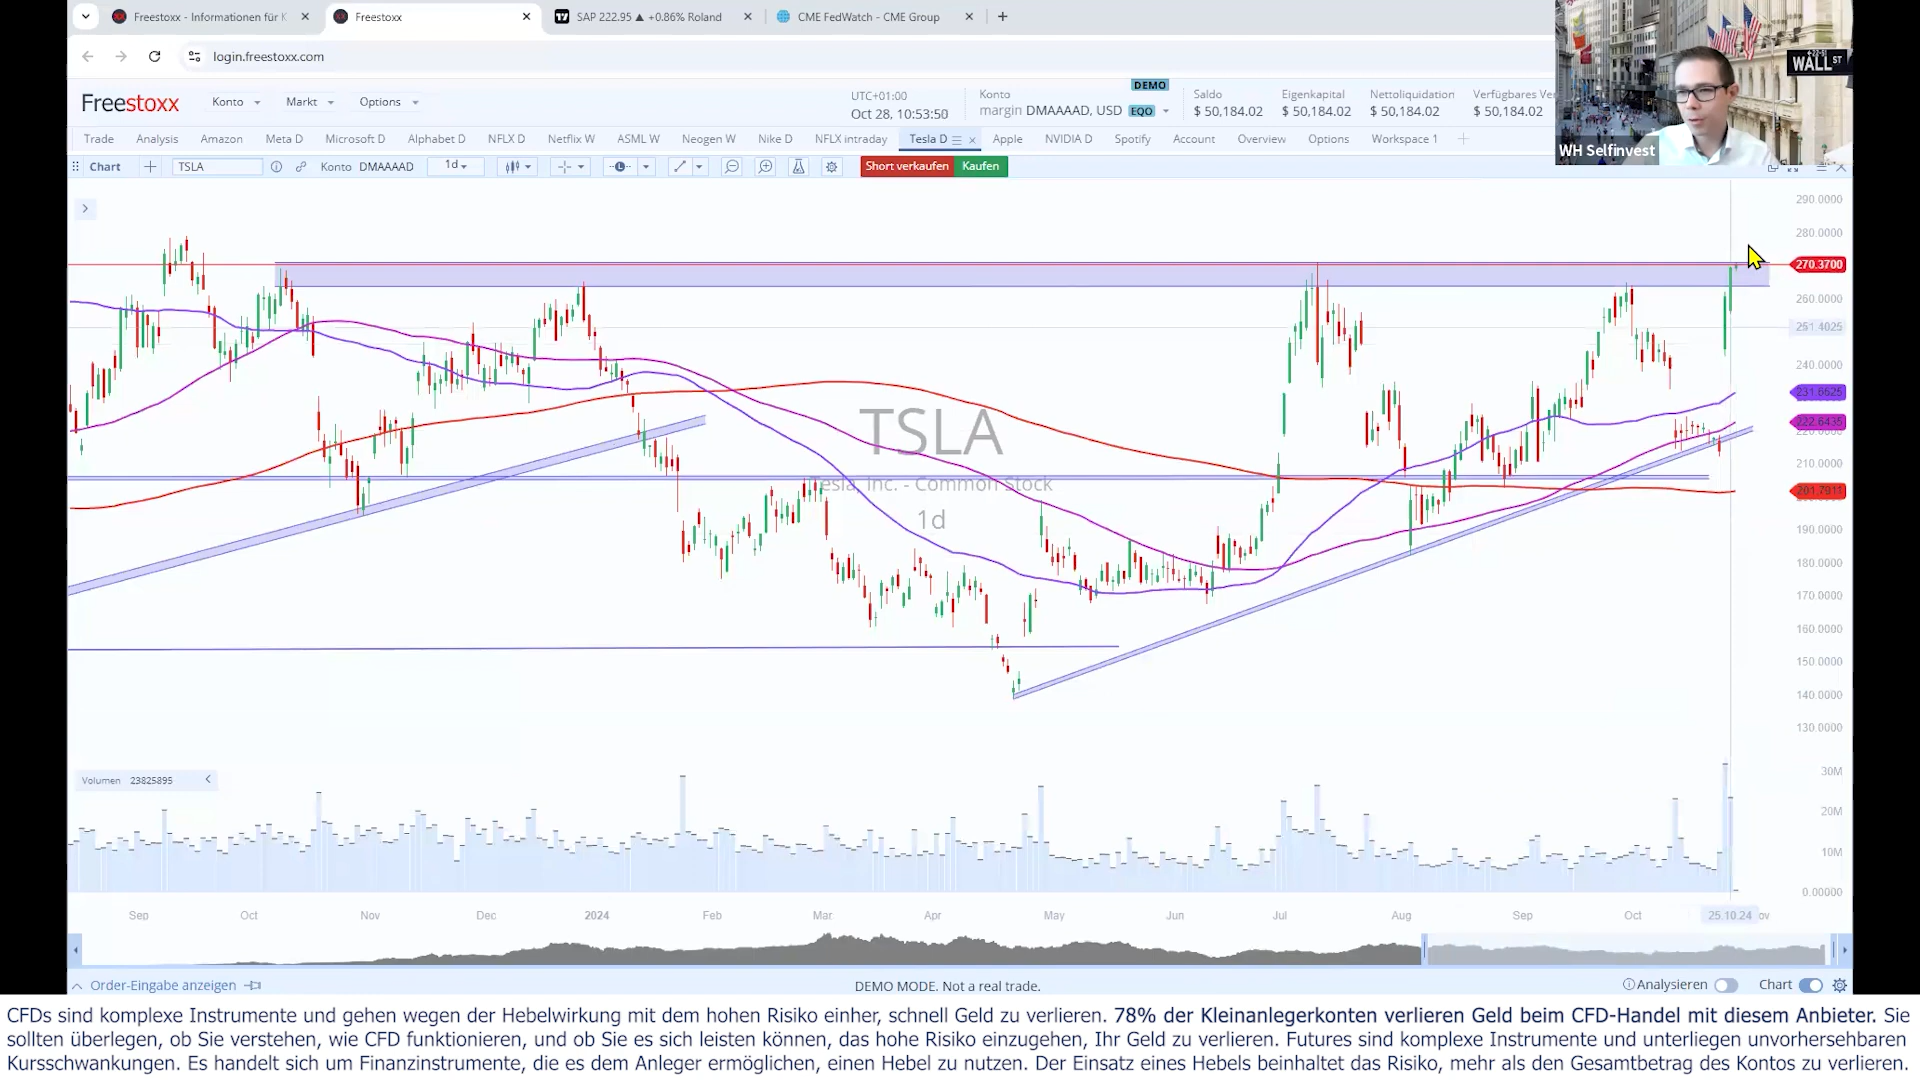 Freestoxx - Informationen für K
Freestoxx
SAP 222.95 ▲ +0.86% Roland
CME FedWatch - CME Group
login.freestoxx.com
WALL ST
WH Selfinvest
Freestoxx
Konto
Markt
Options
UTC+01:00
Oct 28, 10:53:50
DEMO
Konto
margin DMAAAAD, USD EQO
Saldo
$ 50,184.02
Eigenkapital
$ 50,184.02
Nettoliquidation
$ 50,184.02
Verfügbares Ve
$ 50,184.02
Trade
Analysis
Amazon
Meta D
Microsoft D
Alphabet D
NFLX D
Netflix W
ASML W
Neogen W
Nike D
NFLX intraday
Tesla D
Apple
NVIDIA D
Spotify
Account
Overview
Options
Workspace 1
Chart
TSLA
Konto DMAAAAD
1d
Short verkaufen
Kaufen
290.0000
280.0000
270.3700
260.0000
251.4025
240.0000
231.6625
222.6435
210.0000
201.7911
190.0000
180.0000
170.0000
160.0000
150.0000
140.0000
130.0000
TSLA
Tesla, Inc. - Common Stock
1d
Volumen 23825895
30M
20M
10M
0.00000
Sep
Oct
Nov
Dec
2024
Feb
Mar
Apr
May
Jun
Jul
Aug
Sep
Oct
25.10.24
ov
Order-Eingabe anzeigen
DEMO MODE. Not a real trade.
Analysieren
Chart
CFDs sind komplexe Instrumente und gehen wegen der Hebelwirkung mit dem hohen Risiko einher, schnell Geld zu verlieren. 78% der Kleinanlegerkonten verlieren Geld beim CFD-Handel mit diesem Anbieter. Sie
sollten überlegen, ob Sie verstehen, wie CFD funktionieren, und ob Sie es sich leisten können, das hohe Risiko einzugehen, Ihr Geld zu verlieren. Futures sind komplexe Instrumente und unterliegen unvorhersehbaren
Kursschwankungen. Es handelt sich um Finanzinstrumente, die es dem Anleger ermöglichen, einen Hebel zu nutzen. Der Einsatz eines Hebels beinhaltet das Risiko, mehr als den Gesamtbetrag des Kontos zu verlieren.